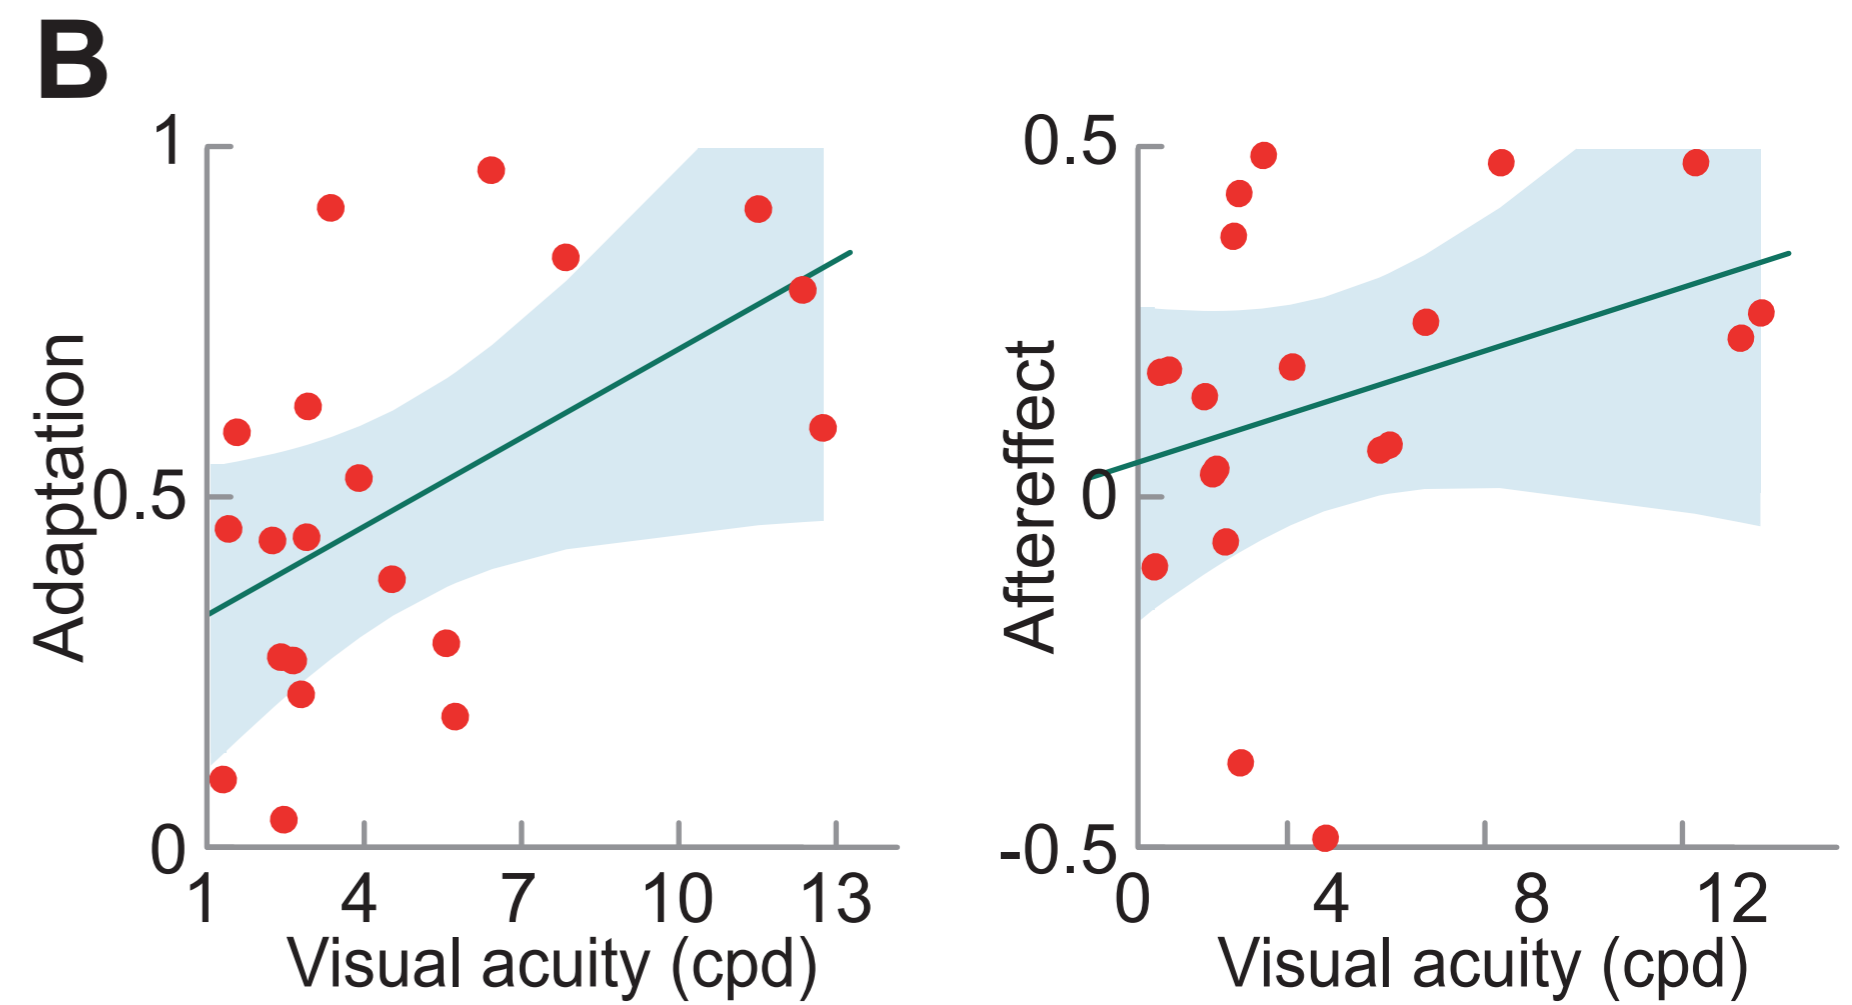 B
1
0.5
0
Adaptation
1 4 7 10 13
Visual acuity (cpd)
0.5
0
-0.5
Aftereffect
0 4 8 12
Visual acuity (cpd)